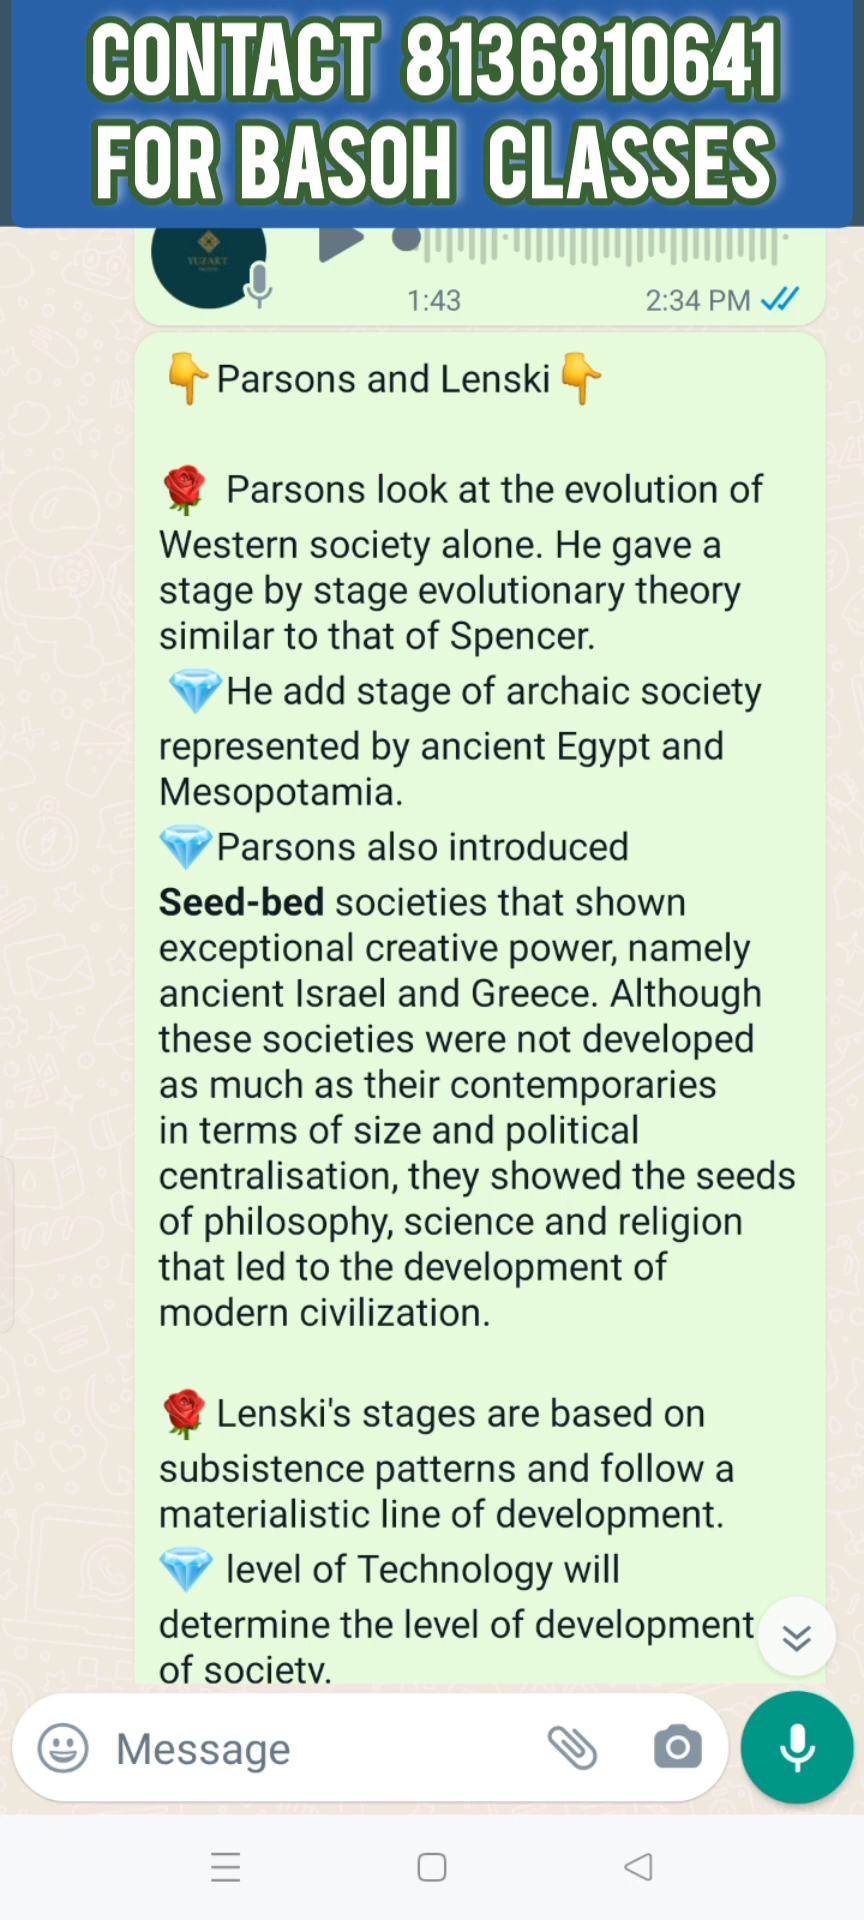 CONTACT 8136810641
FOR BASOH CLASSES
YUZART
1:43
2:34 PM
👇Parsons and Lenski👇
🌹 Parsons look at the evolution of
Western society alone. He gave a
stage by stage evolutionary theory
similar to that of Spencer.
💎He add stage of archaic society
represented by ancient Egypt and
Mesopotamia.
💎Parsons also introduced
Seed-bed societies that shown
exceptional creative power, namely
ancient Israel and Greece. Although
these societies were not developed
as much as their contemporaries
in terms of size and political
centralisation, they showed the seeds
of philosophy, science and religion
that led to the development of
modern civilization.
🌹Lenski's stages are based on
subsistence patterns and follow a
materialistic line of development.
💎 level of Technology will
determine the level of development
of society.
Message